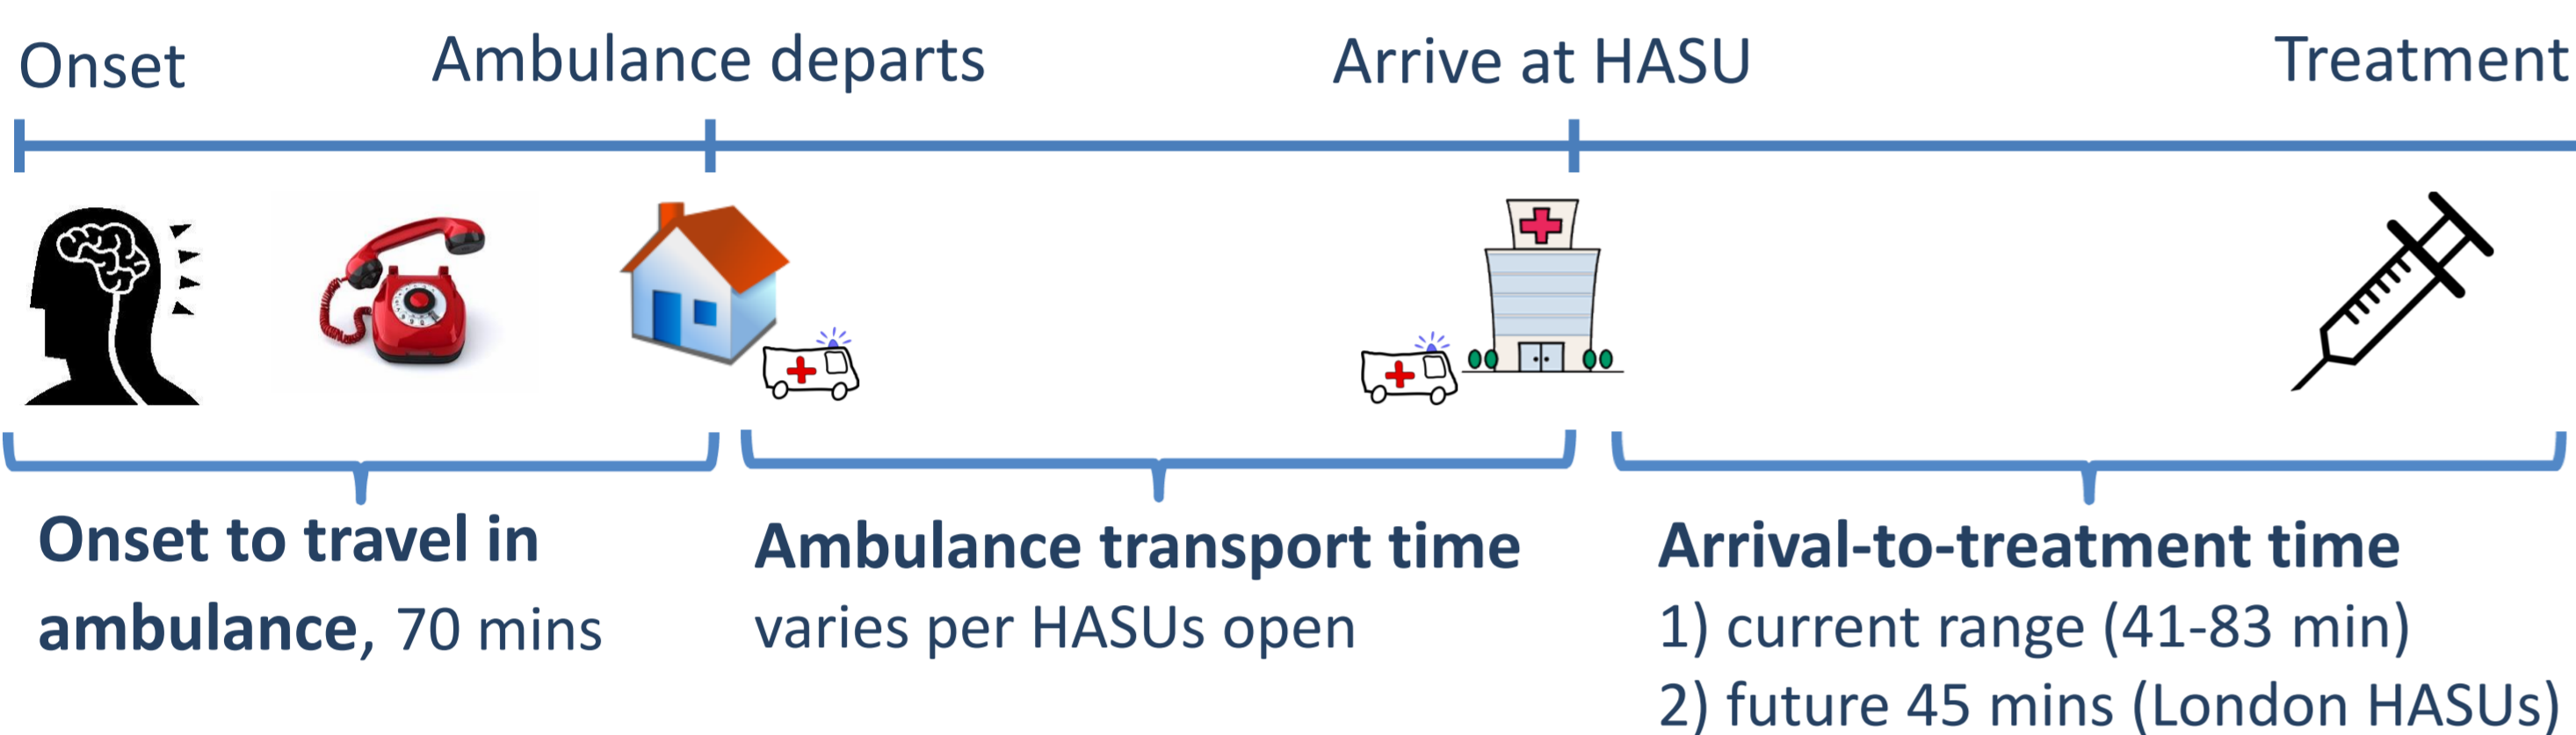 Onset
Ambulance departs
Arrive at HASU
Treatment
Onset to travel in
ambulance, 70 mins
Ambulance transport time
varies per HASUs open
Arrival-to-treatment time
1) current range (41-83 min)
2) future 45 mins (London HASUs)